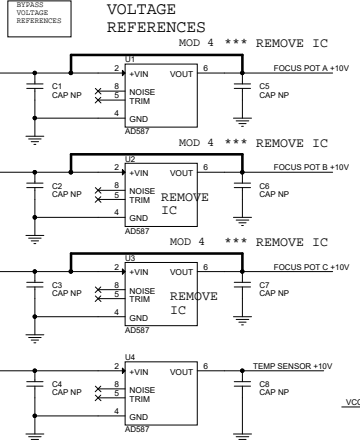 BYPASS
VOLTAGE
REFERENCES
VOLTAGE
REFERENCES
MOD 4 *** REMOVE IC
U1
2 +VIN VOUT 6 FOCUS POT A +10V
C1
CAP NP
8 NOISE
5 TRIM
C5
CAP NP
4 GND
AD587
MOD 4 *** REMOVE IC
U2
2 +VIN VOUT 6 FOCUS POT B +10V
C2
CAP NP
8 NOISE
5 TRIM
REMOVE
IC
C6
CAP NP
4 GND
AD587
MOD 4 *** REMOVE IC
U3
2 +VIN VOUT 6 FOCUS POT C +10V
C3
CAP NP
8 NOISE
5 TRIM
REMOVE
IC
C7
CAP NP
4 GND
AD587
U4
2 +VIN VOUT 6 TEMP SENSOR +10V
C4
CAP NP
8 NOISE
5 TRIM
C8
CAP NP
4 GND
AD587
VCC